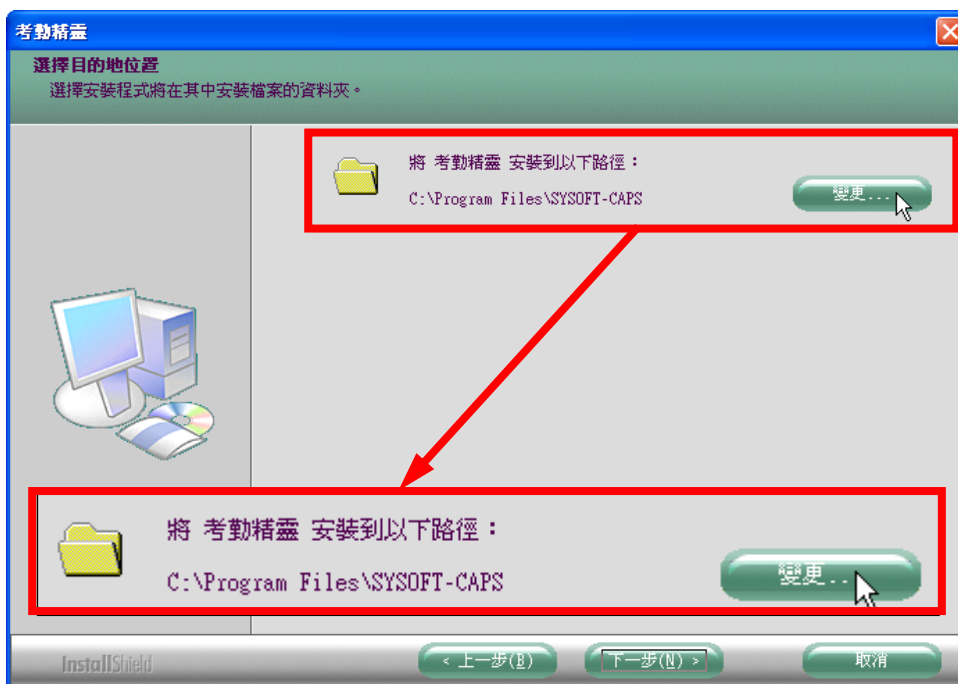 考勤精靈
選擇目的地位置
選擇安裝程式將在其中安裝檔案的資料夾。
將 考勤精靈 安裝到以下路徑：
C:\Program Files\SYSOFT-CAPS
變更...
將 考勤精靈 安裝到以下路徑：
C:\Program Files\SYSOFT-CAPS
變更...
InstallShield
< 上一步(B)
下一步(N) >
取消